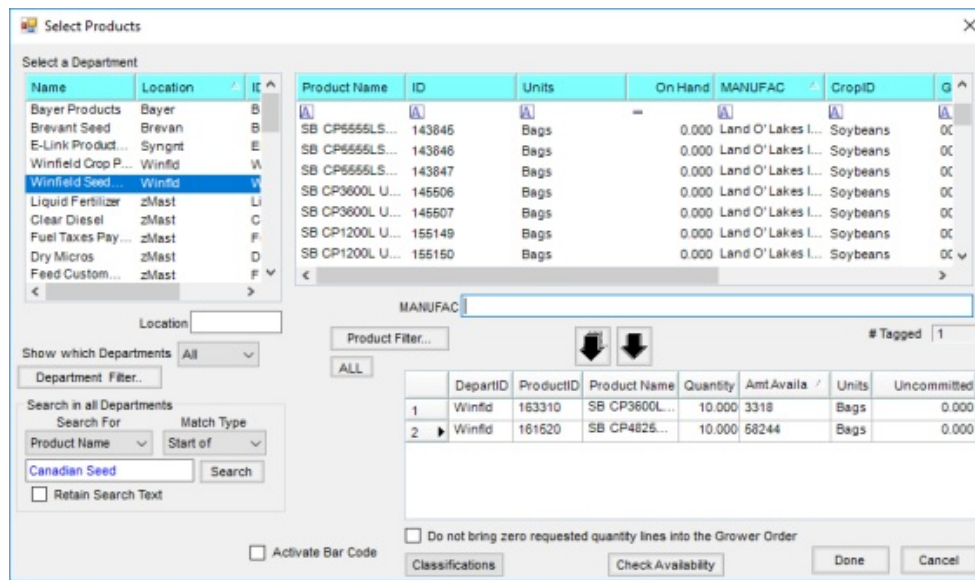 Select Products
Select a Department
Name Location ID
Bayer Products Bayer B
Brevant Seed Brevan B
E-Link Product... Syngnt E
Winfield Crop P... Winfld W
Winfield Seed... Winfld W
Liquid Fertilizer zMast Li
Clear Diesel zMast C
Fuel Taxes Pay... zMast F
Dry Micros zMast D
Feed Custom... zMast F
Product Name ID Units On Hand MANUFAC CropID G
SB CP5555LS... 143846 Bags 0.000 Land O'Lakes I... Soybeans 00
SB CP5555LS... 143846 Bags 0.000 Land O'Lakes I... Soybeans 00
SB CP5555LS... 143847 Bags 0.000 Land O'Lakes I... Soybeans 00
SB CP3600L U... 145506 Bags 0.000 Land O'Lakes I... Soybeans 00
SB CP3600L U... 145507 Bags 0.000 Land O'Lakes I... Soybeans 00
SB CP1200L U... 155149 Bags 0.000 Land O'Lakes I... Soybeans 00
SB CP1200L U... 155150 Bags 0.000 Land O'Lakes I... Soybeans 00
MANUFAC
Location
Show which Departments All
Department Filter..
Search in all Departments
Search For Match Type
Product Name Start of
Canadian Seed Search
Retain Search Text
Activate Bar Code
Product Filter...
ALL
# Tagged 1
DepartID ProductID Product Name Quantity Amt Availa Units Uncommitted
1 Winfld 163310 SB CP3600L... 10.000 3318 Bags 0.000
2 Winfld 161520 SB CP4825... 10.000 58244 Bags 0.000
Do not bring zero requested quantity lines into the Grower Order
Classifications Check Availability Done Cancel